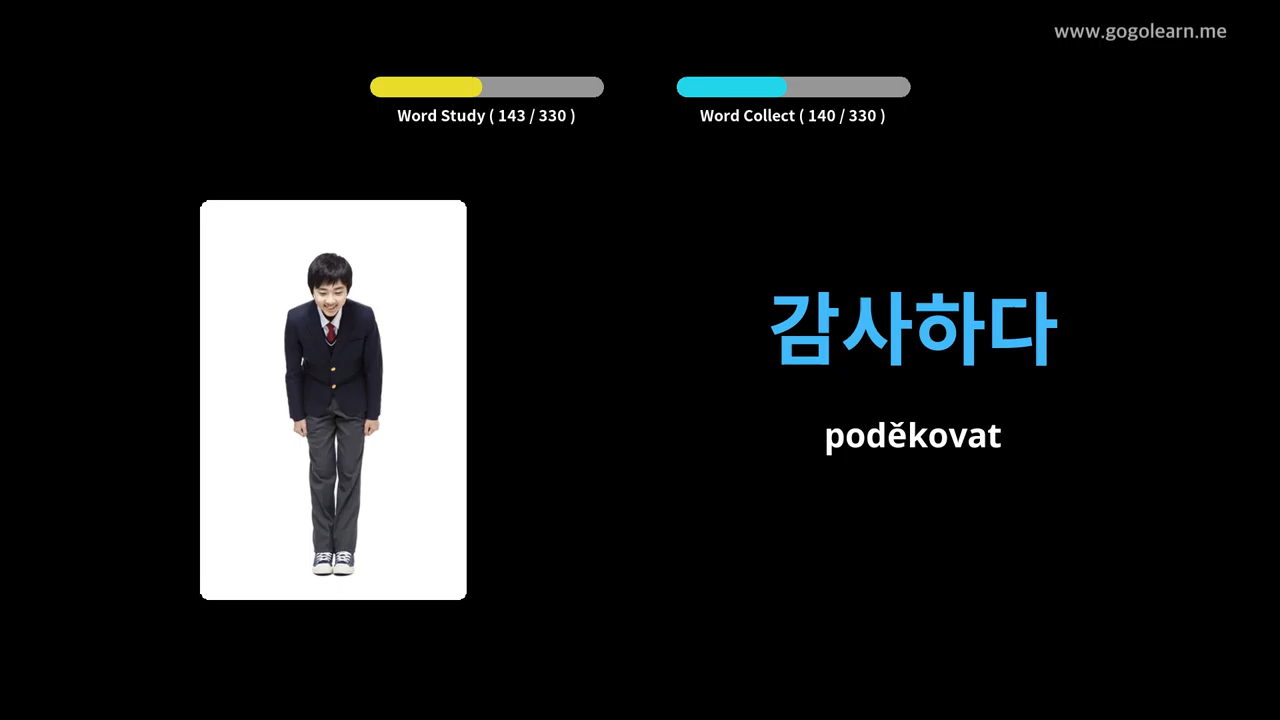 www.gogolearn.me
Word Study ( 143 / 330 )
Word Collect ( 140 / 330 )
감사하다
poděkovat